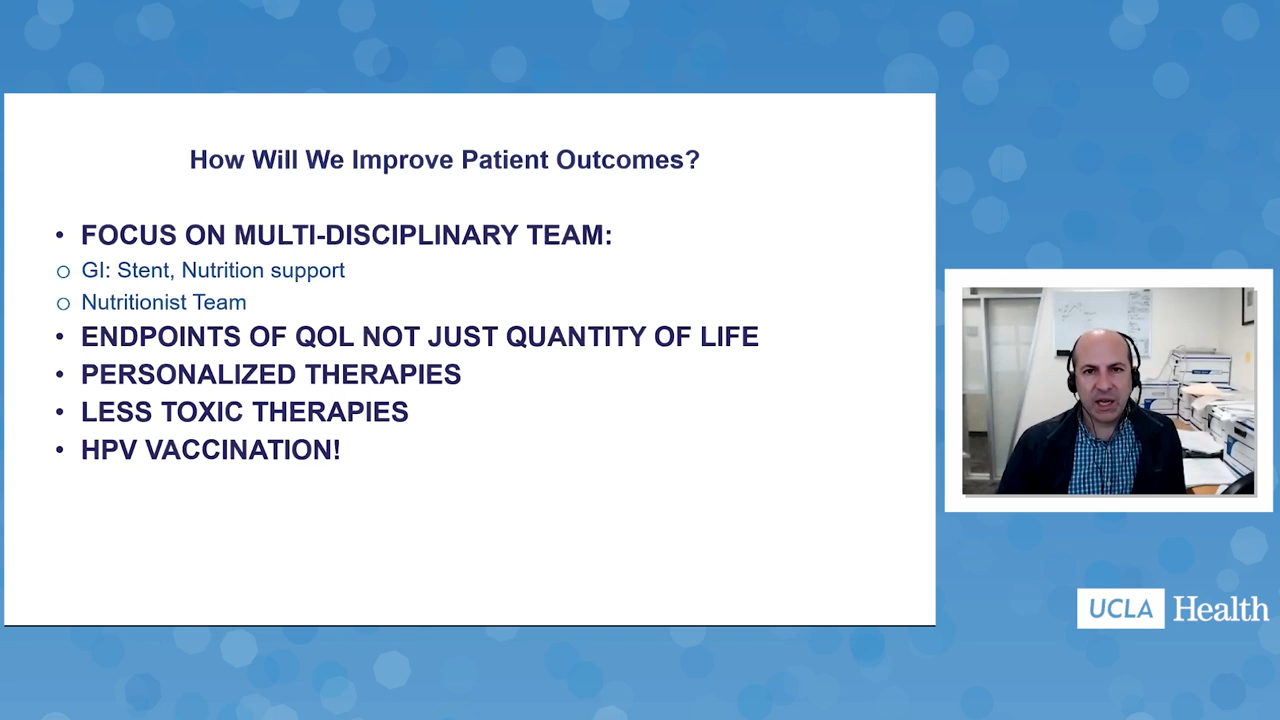 How Will We Improve Patient Outcomes?
• FOCUS ON MULTI-DISCIPLINARY TEAM:
o GI: Stent, Nutrition support
o Nutritionist Team
• ENDPOINTS OF QOL NOT JUST QUANTITY OF LIFE
• PERSONALIZED THERAPIES
• LESS TOXIC THERAPIES
• HPV VACCINATION!
UCLA Health